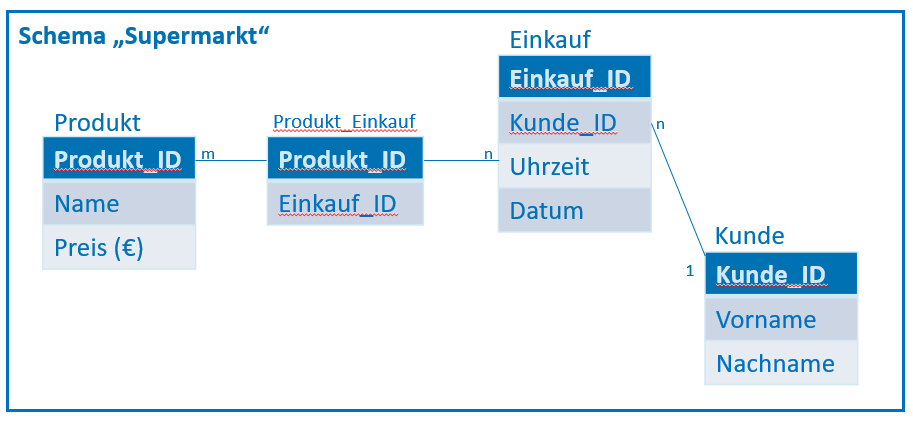 Schema „Supermarkt“
Produkt
Produkt_ID
Name
Preis (€)
m
Produkt_Einkauf
Produkt_ID
Einkauf_ID
n
Einkauf
Einkauf_ID
Kunde_ID
Uhrzeit
Datum
n
1
Kunde
Kunde_ID
Vorname
Nachname